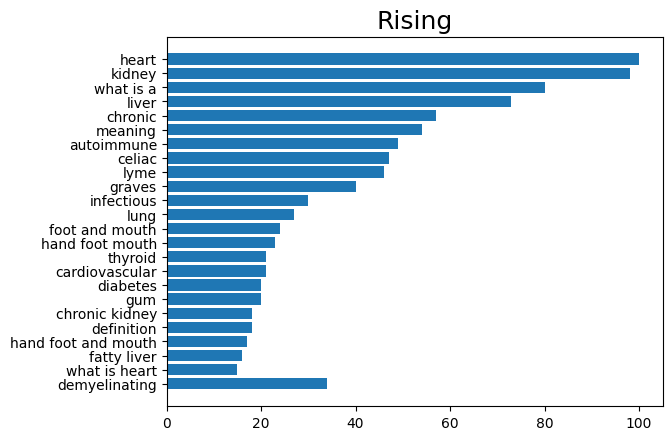 Rising
heart
kidney
what is a
liver
chronic
meaning
autoimmune
celiac
lyme
graves
infectious
lung
foot and mouth
hand foot mouth
thyroid
cardiovascular
diabetes
gum
chronic kidney
definition
hand foot and mouth
fatty liver
what is heart
demyelinating
0 20 40 60 80 100